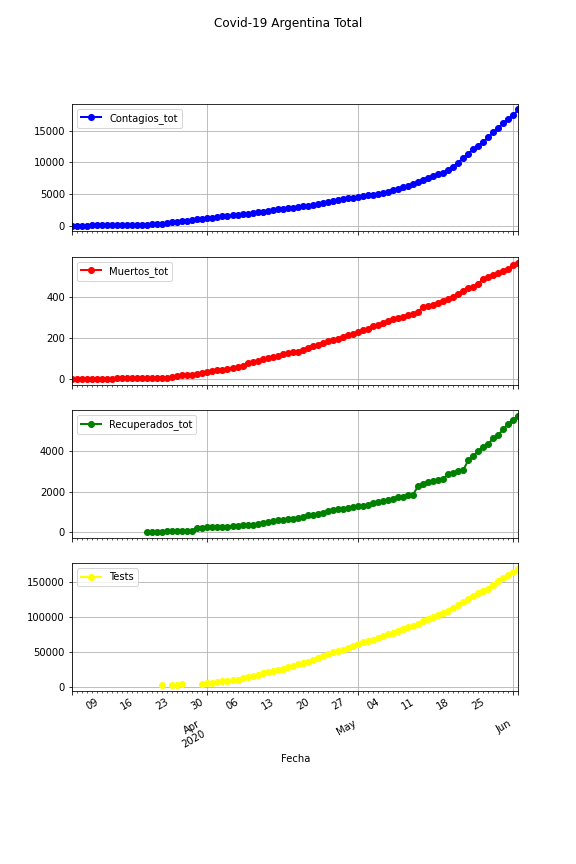 Covid-19 Argentina Total
Contagios_tot
15000
10000
5000
0
Muertos_tot
400
200
0
Recuperados_tot
4000
2000
0
Tests
150000
100000
50000
0
09 16 23 30 06 13 20 27 04 11 18 25
Apr May Jun
2020
Fecha